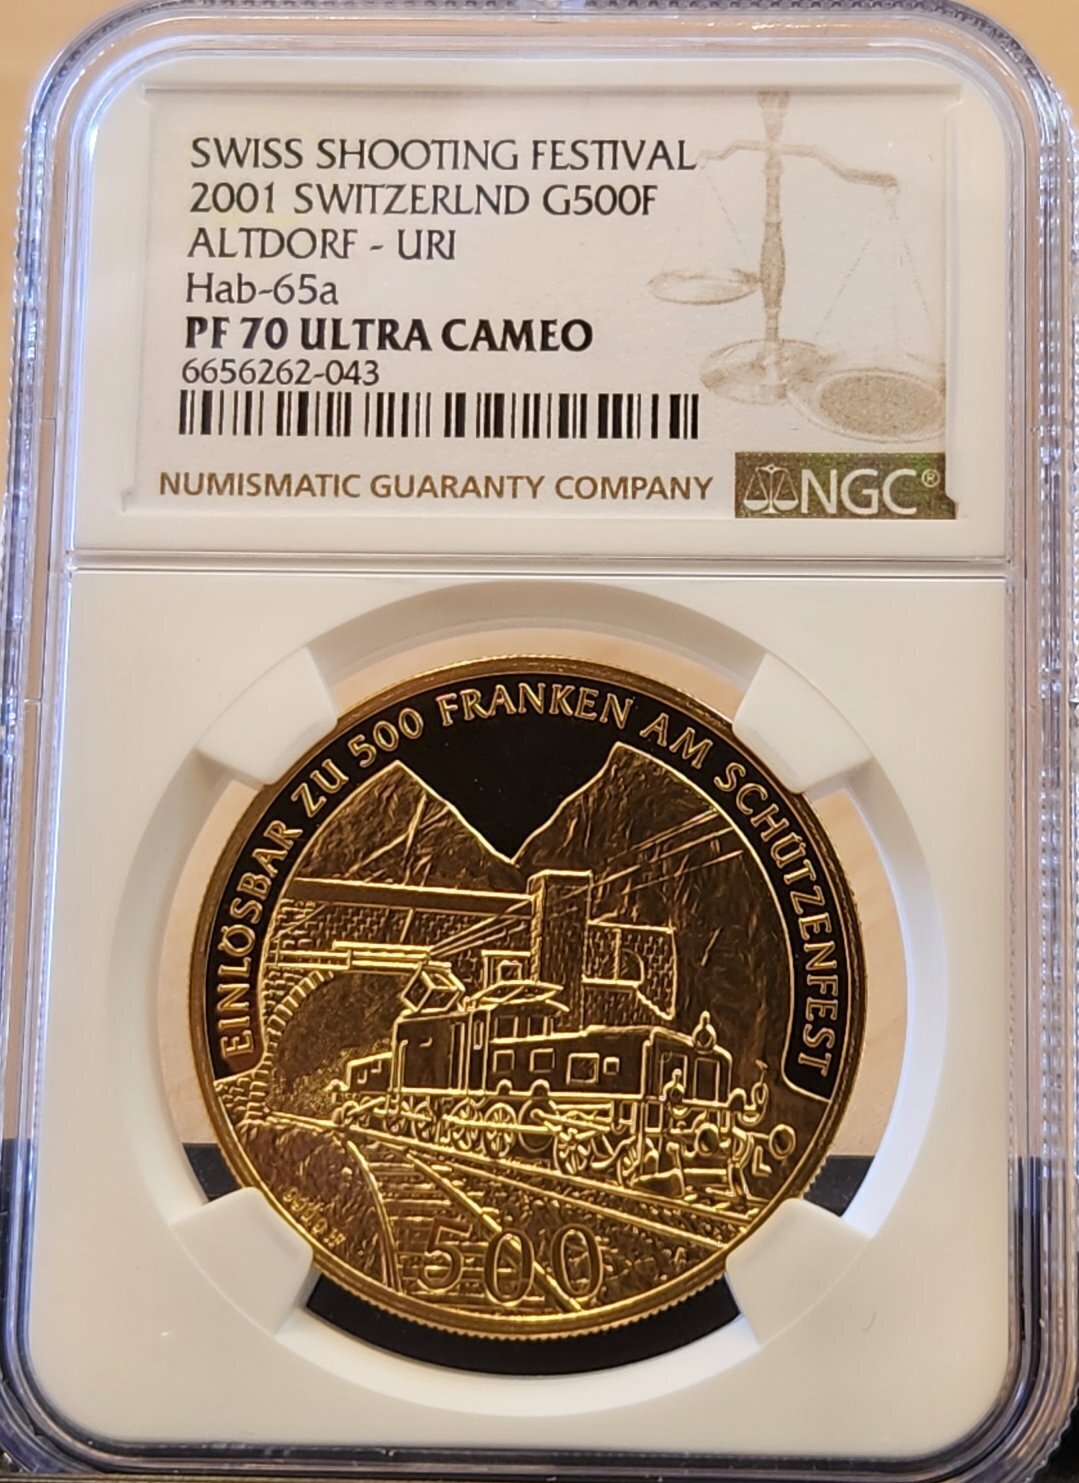 SWISS SHOOTING FESTIVAL
2001 SWITZERLND G500F
ALTDORF - URI
Hab-65a
PF 70 ULTRA CAMEO
6656262-043
NUMISMATIC GUARANTY COMPANY
NGC®
EINLÖSBAR ZU 500 FRANKEN AM SCHÜTZENFEST
500